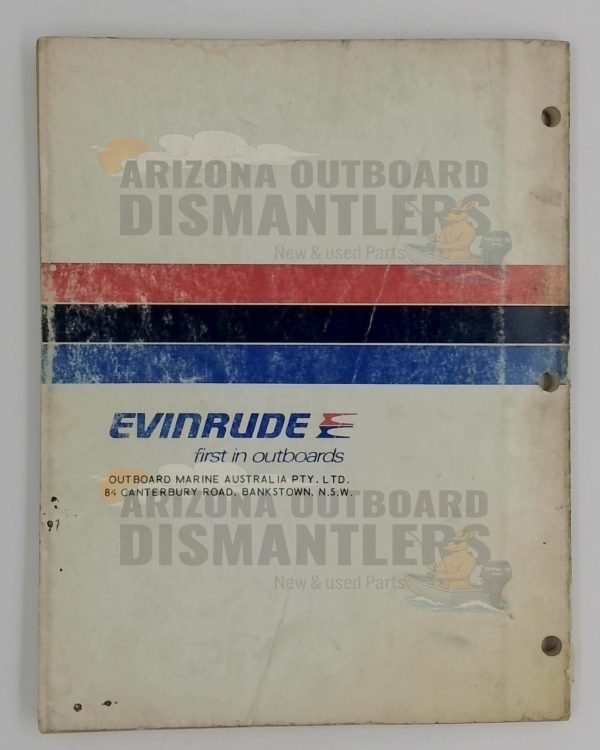 ARIZONA OUTBOARD
DISMANTLERS
New & used Parts
EVINRUDE
first in outboards
OUTBOARD MARINE AUSTRALIA PTY. LTD.
84 CANTERBURY ROAD, BANKSTOWN, N.S.W.
ARIZONA OUTBOARD
DISMANTLERS
New & used Parts